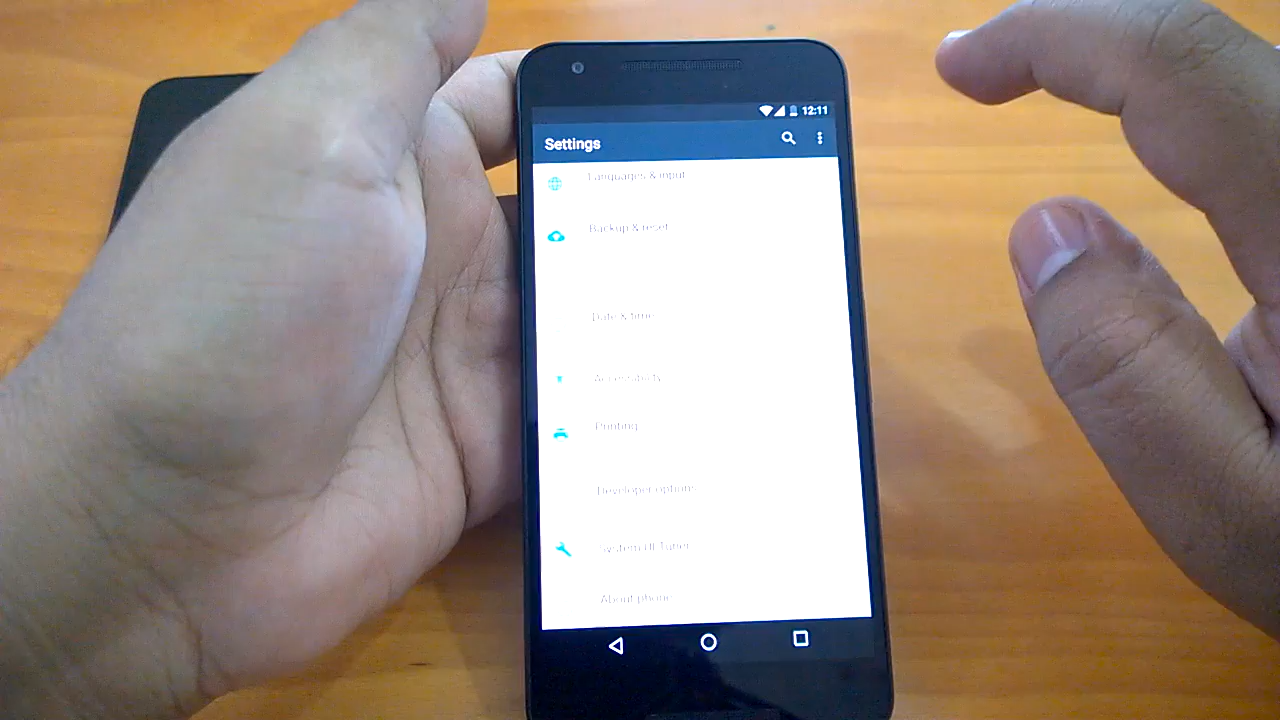 12:11
Settings
Languages & input
Backup & reset
Date & time
Accessibility
Printing
Developer options
System UI Tuner
About phone